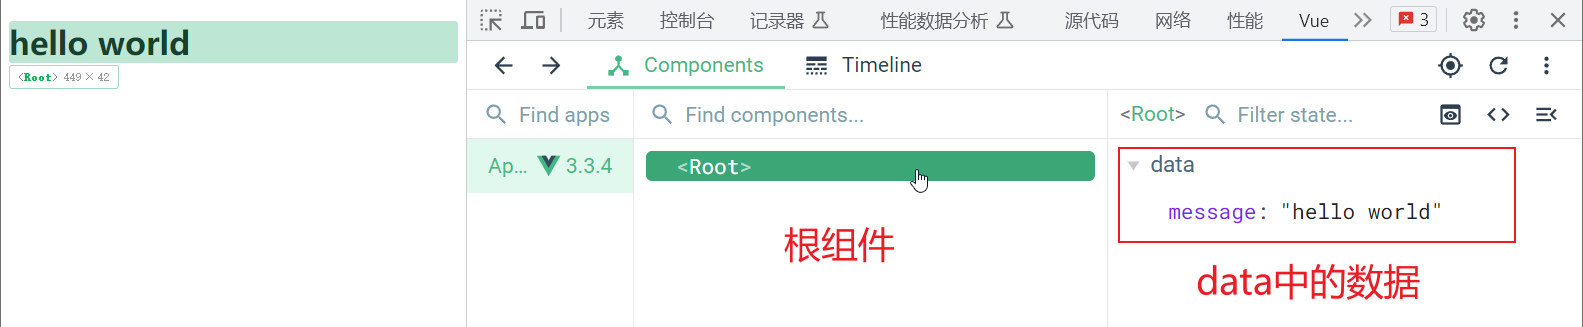 hello world
<Root> 449 × 42
元素 控制台 记录器 性能数据分析 源代码 网络 性能 Vue 3
Components Timeline
Find apps Find components... <Root> Filter state...
Ap... 3.3.4 <Root> data
message: "hello world"
根组件
data中的数据